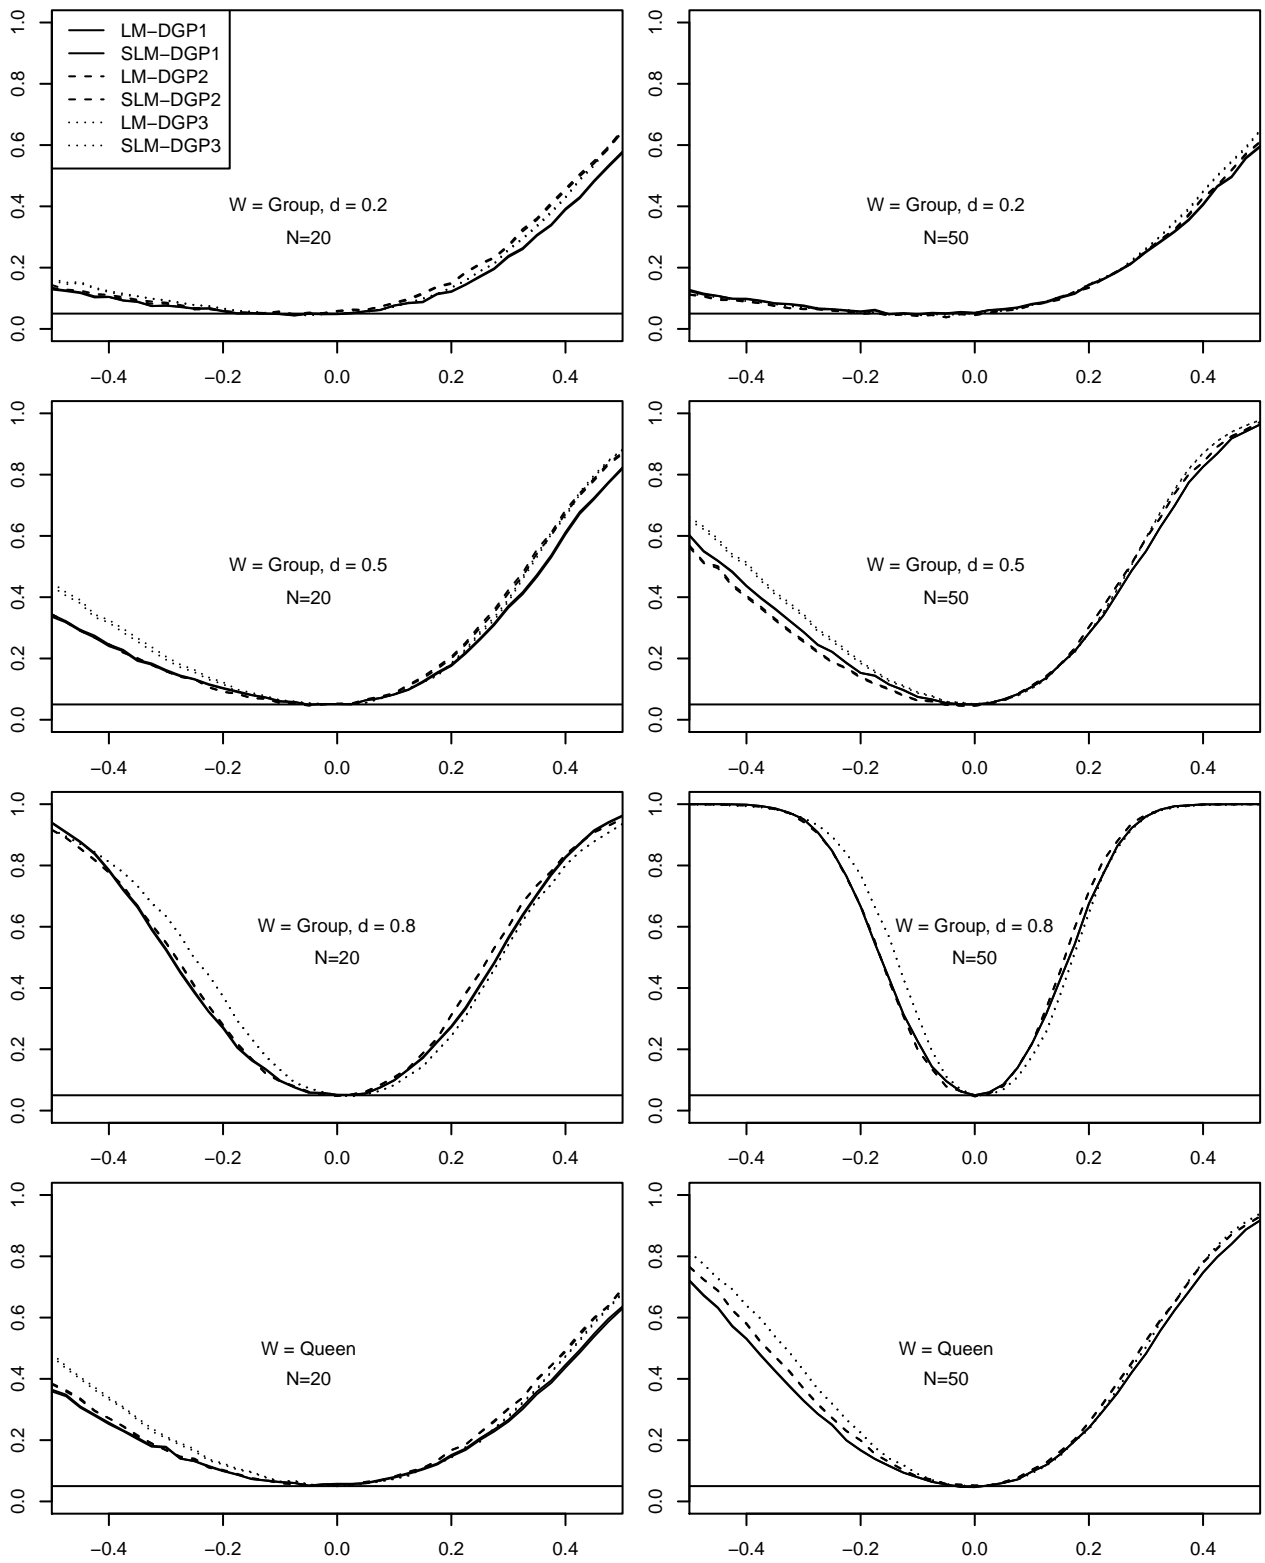 LM−DGP1
SLM−DGP1
LM−DGP2
SLM−DGP2
LM−DGP3
SLM−DGP3
W = Group, d = 0.2
N=20
0.0 0.2 0.4 0.6 0.8 1.0
−0.4 −0.2 0.0 0.2 0.4
W = Group, d = 0.2
N=50
0.0 0.2 0.4 0.6 0.8 1.0
−0.4 −0.2 0.0 0.2 0.4
W = Group, d = 0.5
N=20
0.0 0.2 0.4 0.6 0.8 1.0
−0.4 −0.2 0.0 0.2 0.4
W = Group, d = 0.5
N=50
0.0 0.2 0.4 0.6 0.8 1.0
−0.4 −0.2 0.0 0.2 0.4
W = Group, d = 0.8
N=20
0.0 0.2 0.4 0.6 0.8 1.0
−0.4 −0.2 0.0 0.2 0.4
W = Group, d = 0.8
N=50
0.0 0.2 0.4 0.6 0.8 1.0
−0.4 −0.2 0.0 0.2 0.4
W = Queen
N=20
0.0 0.2 0.4 0.6 0.8 1.0
−0.4 −0.2 0.0 0.2 0.4
W = Queen
N=50
0.0 0.2 0.4 0.6 0.8 1.0
−0.4 −0.2 0.0 0.2 0.4